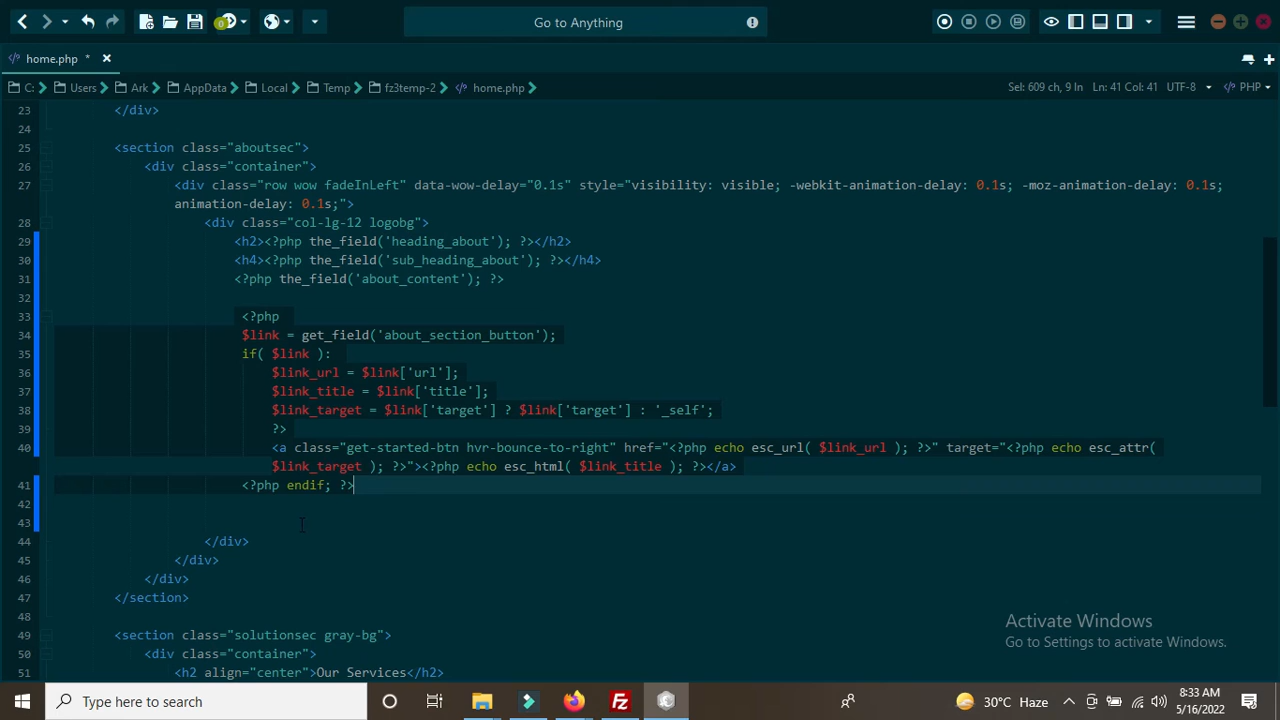 Go to Anything
home.php *
C: Users Ark AppData Local Temp fz3temp-2 home.php Sel: 609 ch, 9 ln Ln: 41 Col: 41 UTF-8 PHP
23 </div>
24
25 <section class="aboutsec">
26 <div class="container">
27 <div class="row wow fadeInLeft" data-wow-delay="0.1s" style="visibility: visible; -webkit-animation-delay: 0.1s; -moz-animation-delay: 0.1s;
animation-delay: 0.1s;">
28 <div class="col-lg-12 logobg">
29 <h2><?php the_field('heading_about'); ?></h2>
30 <h4><?php the_field('sub_heading_about'); ?></h4>
31 <?php the_field('about_content'); ?>
32
33 <?php
34 $link = get_field('about_section_button');
35 if( $link ):
36 $link_url = $link['url'];
37 $link_title = $link['title'];
38 $link_target = $link['target'] ? $link['target'] : '_self';
39 ?>
40 <a class="get-started-btn hvr-bounce-to-right" href="<?php echo esc_url( $link_url ); ?>" target="<?php echo esc_attr(
$link_target ); ?>"><?php echo esc_html( $link_title ); ?></a>
41 <?php endif; ?>
42
43
44 </div>
45 </div>
46 </div>
47 </section>
48
49 <section class="solutionsec gray-bg">
50 <div class="container">
51 <h2 align="center">Our Services</h2>
Activate Windows
Go to Settings to activate Windows.
Type here to search
30°C Haze
8:33 AM
5/16/2022